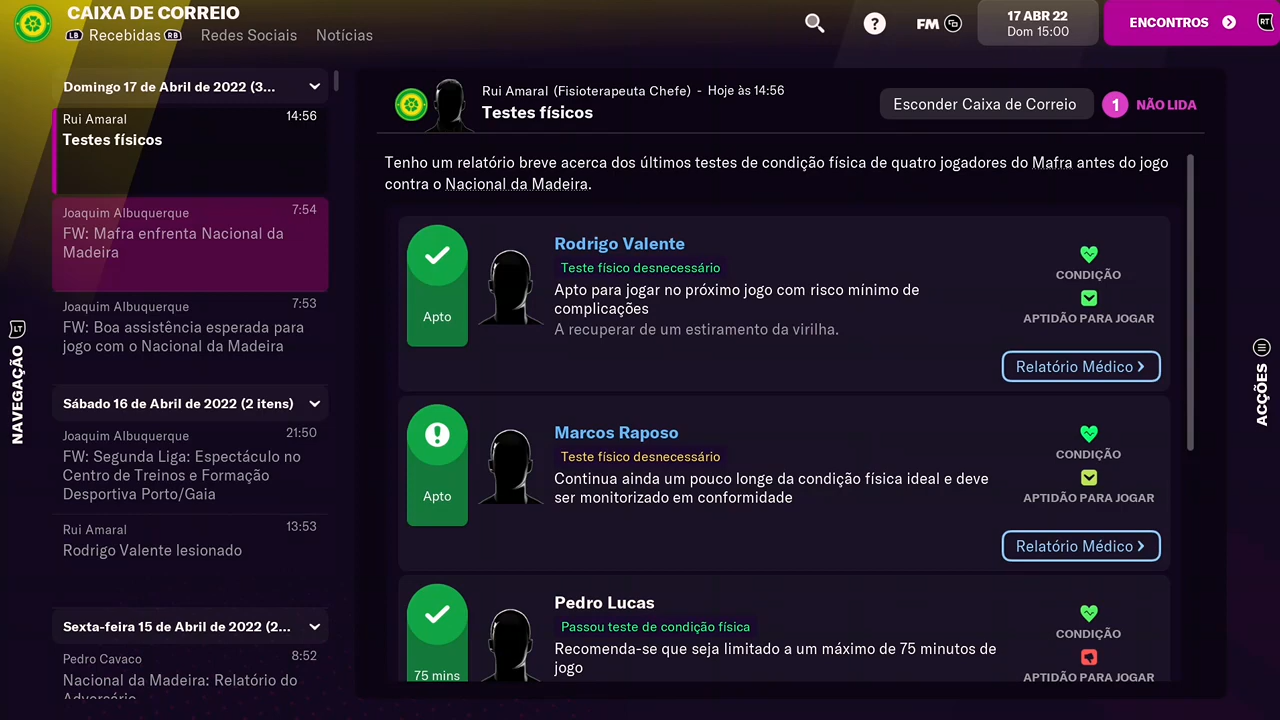 CAIXA DE CORREIO
LB Recebidas RB Redes Sociais Notícias
FM
17 ABR 22
Dom 15:00
ENCONTROS
RT
NAVEGAÇÃO LT
ACÇÕES
Domingo 17 de Abril de 2022 (3...
Rui Amaral 14:56
Testes físicos
Joaquim Albuquerque 7:54
FW: Mafra enfrenta Nacional da
Madeira
Joaquim Albuquerque 7:53
FW: Boa assistência esperada para
jogo com o Nacional da Madeira
Sábado 16 de Abril de 2022 (2 itens)
Joaquim Albuquerque 21:50
FW: Segunda Liga: Espectáculo no
Centro de Treinos e Formação
Desportiva Porto/Gaia
Rui Amaral 13:53
Rodrigo Valente lesionado
Sexta-feira 15 de Abril de 2022 (2...
Pedro Cavaco 8:52
Nacional da Madeira: Relatório do
Adversário
Rui Amaral (Fisioterapeuta Chefe) - Hoje às 14:56
Testes físicos
Esconder Caixa de Correio
1 NÃO LIDA
Tenho um relatório breve acerca dos últimos testes de condição física de quatro jogadores do Mafra antes do jogo
contra o Nacional da Madeira.
Apto
Rodrigo Valente
Teste físico desnecessário
Apto para jogar no próximo jogo com risco mínimo de
complicações
A recuperar de um estiramento da virilha.
CONDIÇÃO
APTIDÃO PARA JOGAR
Relatório Médico
Apto
Marcos Raposo
Teste físico desnecessário
Continua ainda um pouco longe da condição física ideal e deve
ser monitorizado em conformidade
CONDIÇÃO
APTIDÃO PARA JOGAR
Relatório Médico
75 mins
Pedro Lucas
Passou teste de condição física
Recomenda-se que seja limitado a um máximo de 75 minutos de
jogo
CONDIÇÃO
APTIDÃO PARA JOGAR